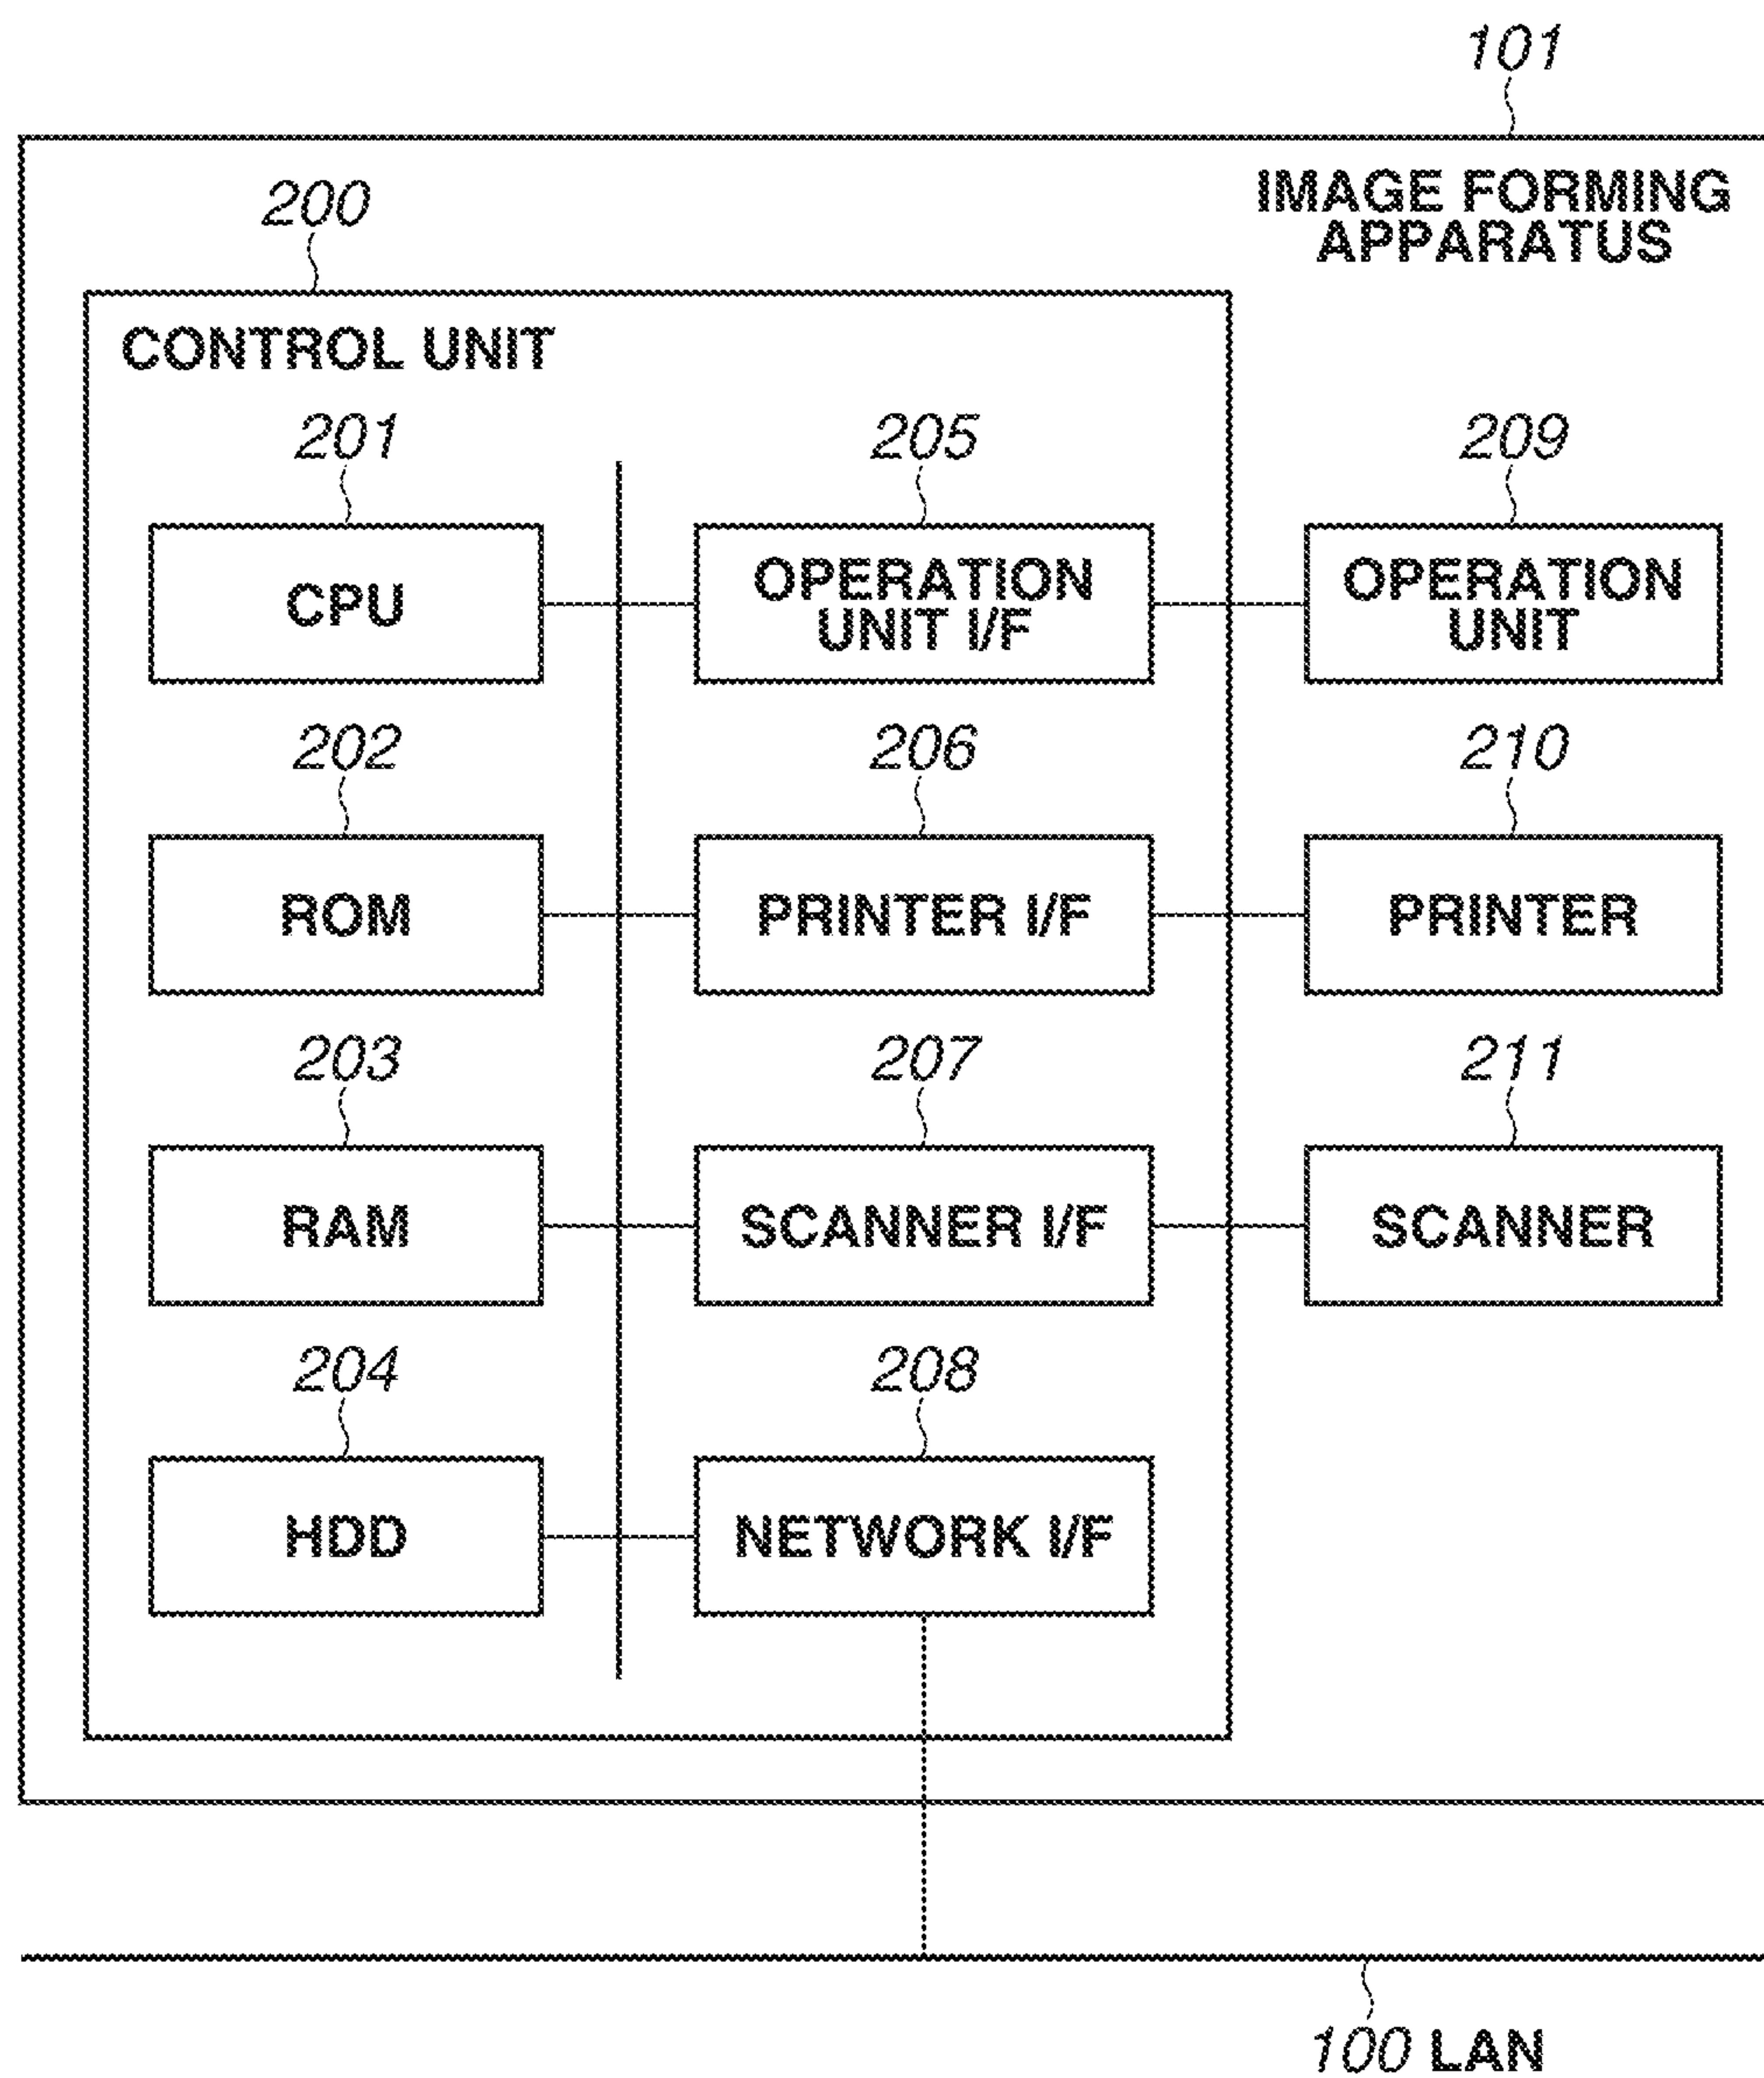 101
IMAGE FORMING
APPARATUS
200
CONTROL UNIT
201
205
209
CPU
OPERATION
UNIT I/F
OPERATION
UNIT
202
206
210
ROM
PRINTER I/F
PRINTER
203
207
211
RAM
SCANNER I/F
SCANNER
204
208
HDD
NETWORK I/F
100 LAN